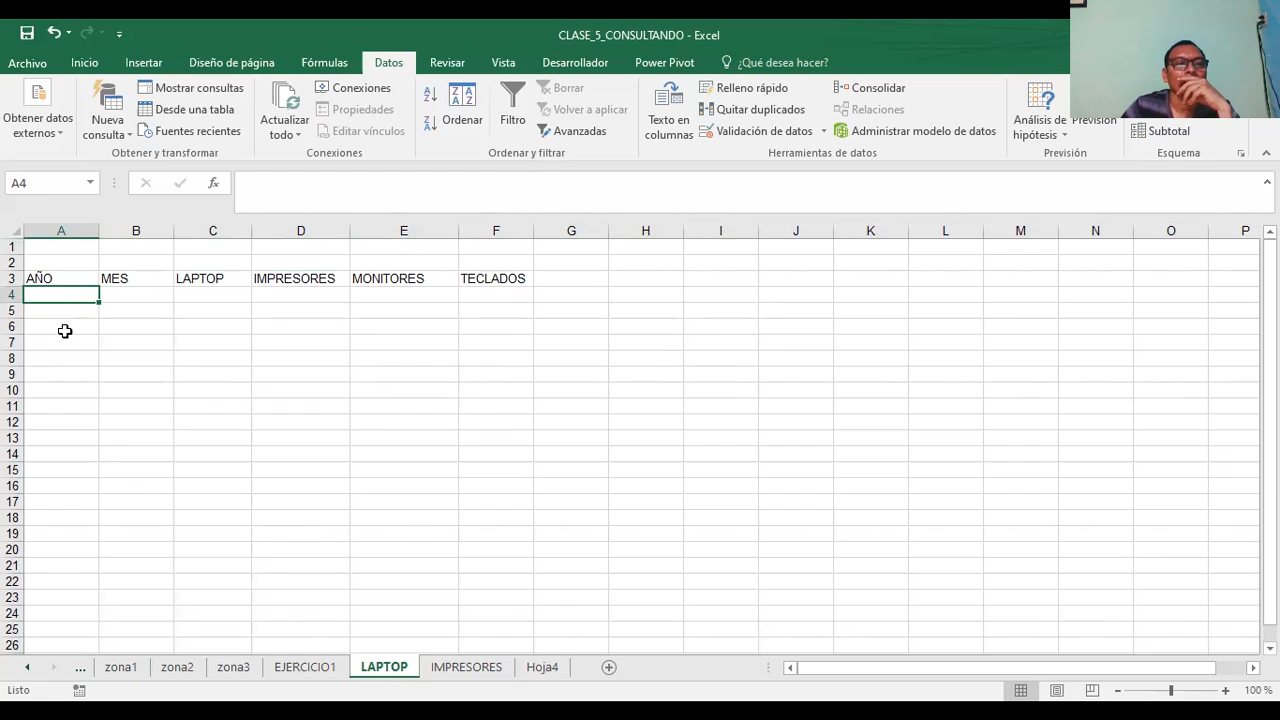 CLASE_5_CONSULTANDO - Excel
Archivo Inicio Insertar Diseño de página Fórmulas Datos Revisar Vista Desarrollador Power Pivot ¿Qué desea hacer?
Obtener datos externos
Nueva consulta
Mostrar consultas
Desde una tabla
Fuentes recientes
Obtener y transformar
Actualizar todo
Conexiones
Propiedades
Editar vínculos
Conexiones
Ordenar
Filtro
Borrar
Volver a aplicar
Avanzadas
Ordenar y filtrar
Texto en columnas
Relleno rápido
Quitar duplicados
Validación de datos
Consolidar
Relaciones
Administrar modelo de datos
Herramientas de datos
Análisis de hipótesis
Previsión
Previsión
Subtotal
Esquema
A4
fx
A B C D E F G H I J K L M N O P
1
2
3 AÑO MES LAPTOP IMPRESORES MONITORES TECLADOS
4
5
6
7
8
9
10
11
12
13
14
15
16
17
18
19
20
21
22
23
24
25
26
... zona1 zona2 zona3 EJERCICIO1 LAPTOP IMPRESORES Hoja4
Listo
100 %